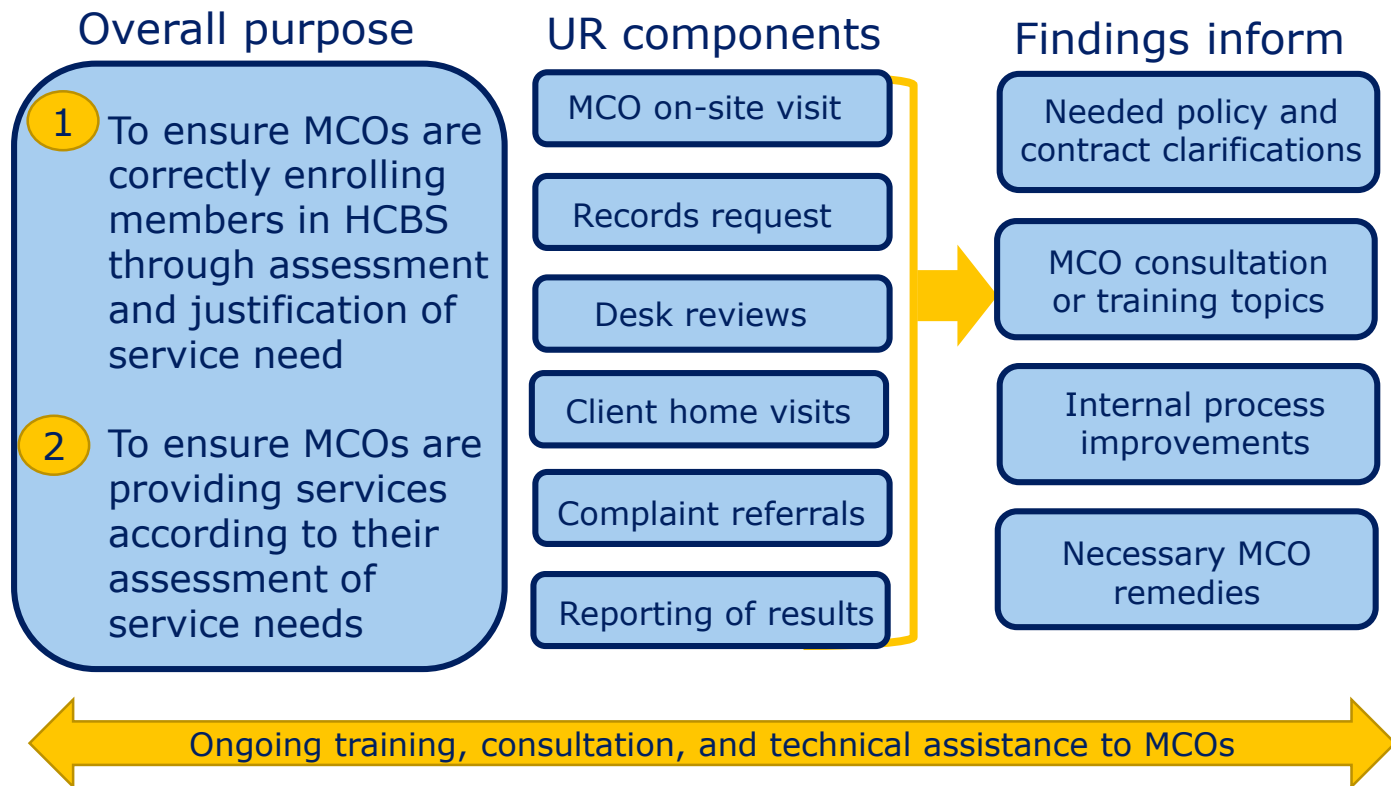 Overall purpose
1
To ensure MCOs are
correctly enrolling
members in HCBS
through assessment
and justification of
service need
2
To ensure MCOs are
providing services
according to their
assessment of
service needs
UR components
MCO on-site visit
Records request
Desk reviews
Client home visits
Complaint referrals
Reporting of results
Findings inform
Needed policy and
contract clarifications
MCO consultation
or training topics
Internal process
improvements
Necessary MCO
remedies
Ongoing training, consultation, and technical assistance to MCOs